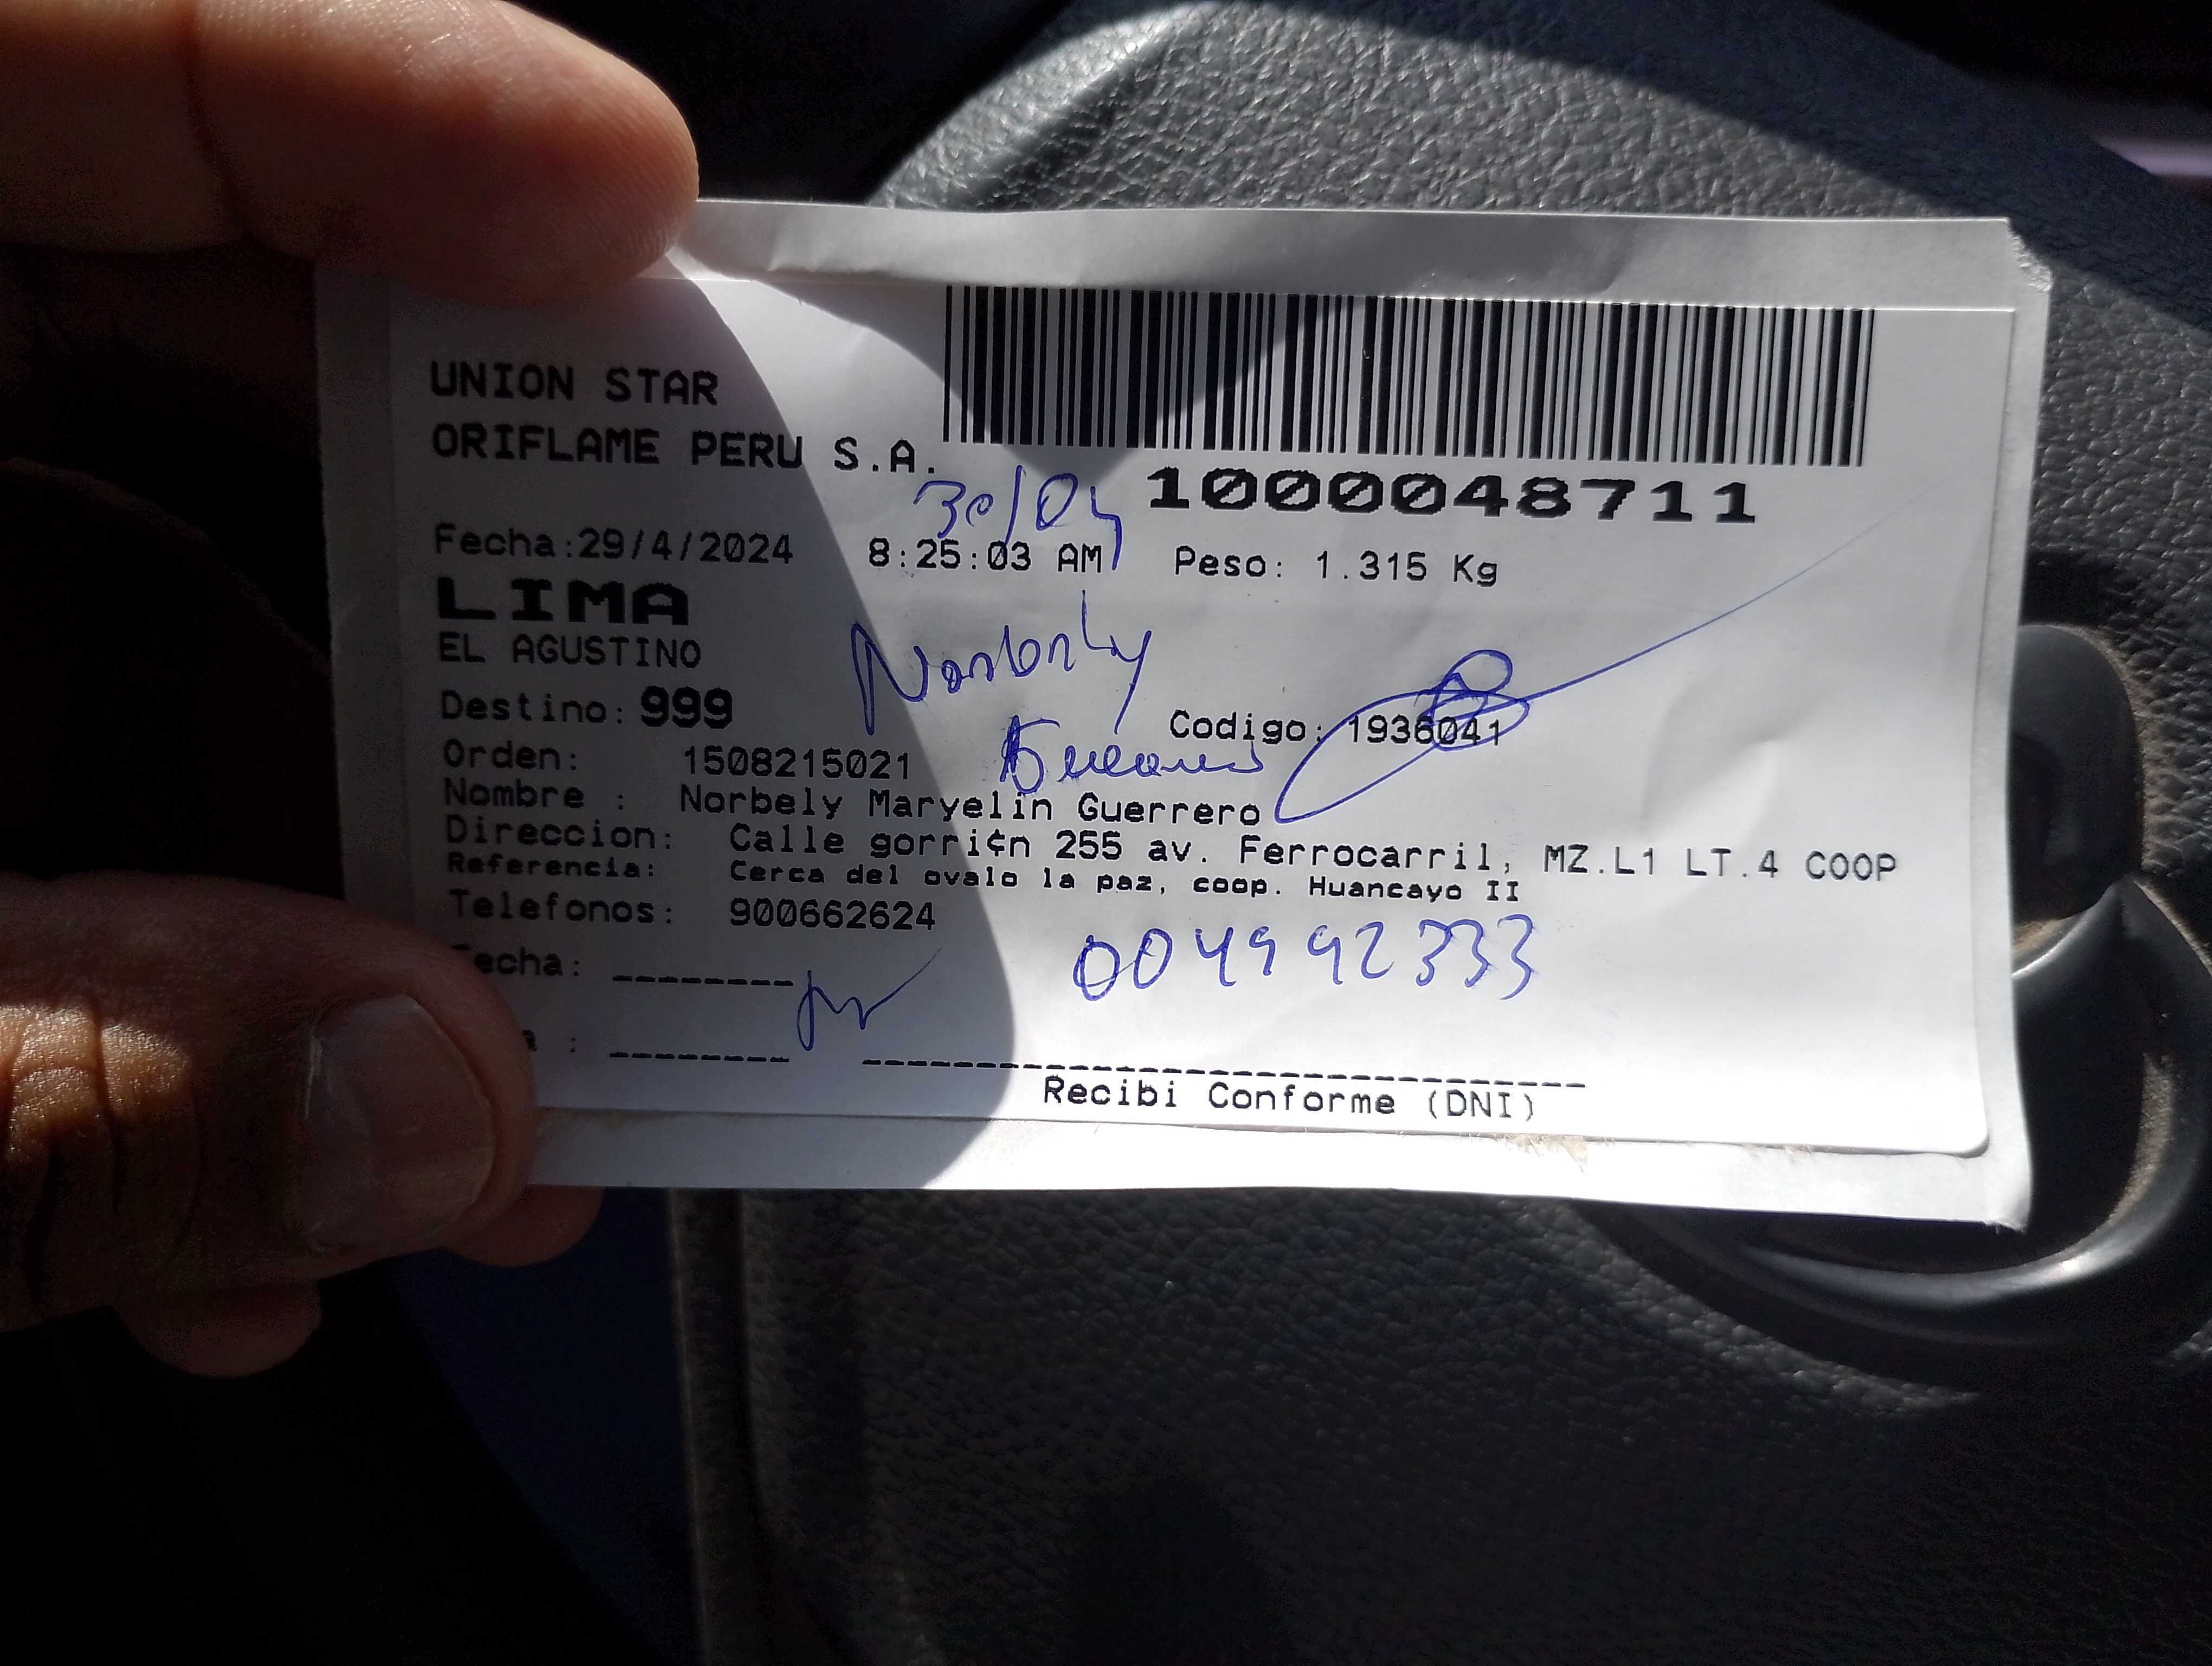 UNION STAR
ORIFLAME PERU S.A.
30/04
1000048711
Fecha:29/4/2024 8:25:03 AM Peso: 1.315 Kg
LIMA
EL AGUSTINO
Norbely
Destino: 999
Codigo: 1936041
Orden: 1508215021
Nombre : Norbely Maryelin Guerrero
Direccion: Calle gorri¢n 255 av. Ferrocarril, MZ.L1 LT.4 COOP
Referencia: Cerca del ovalo la paz, coop. Huancayo II
Telefonos: 900662624
004992333
echa: --------
a : --------
Recibi Conforme (DNI)